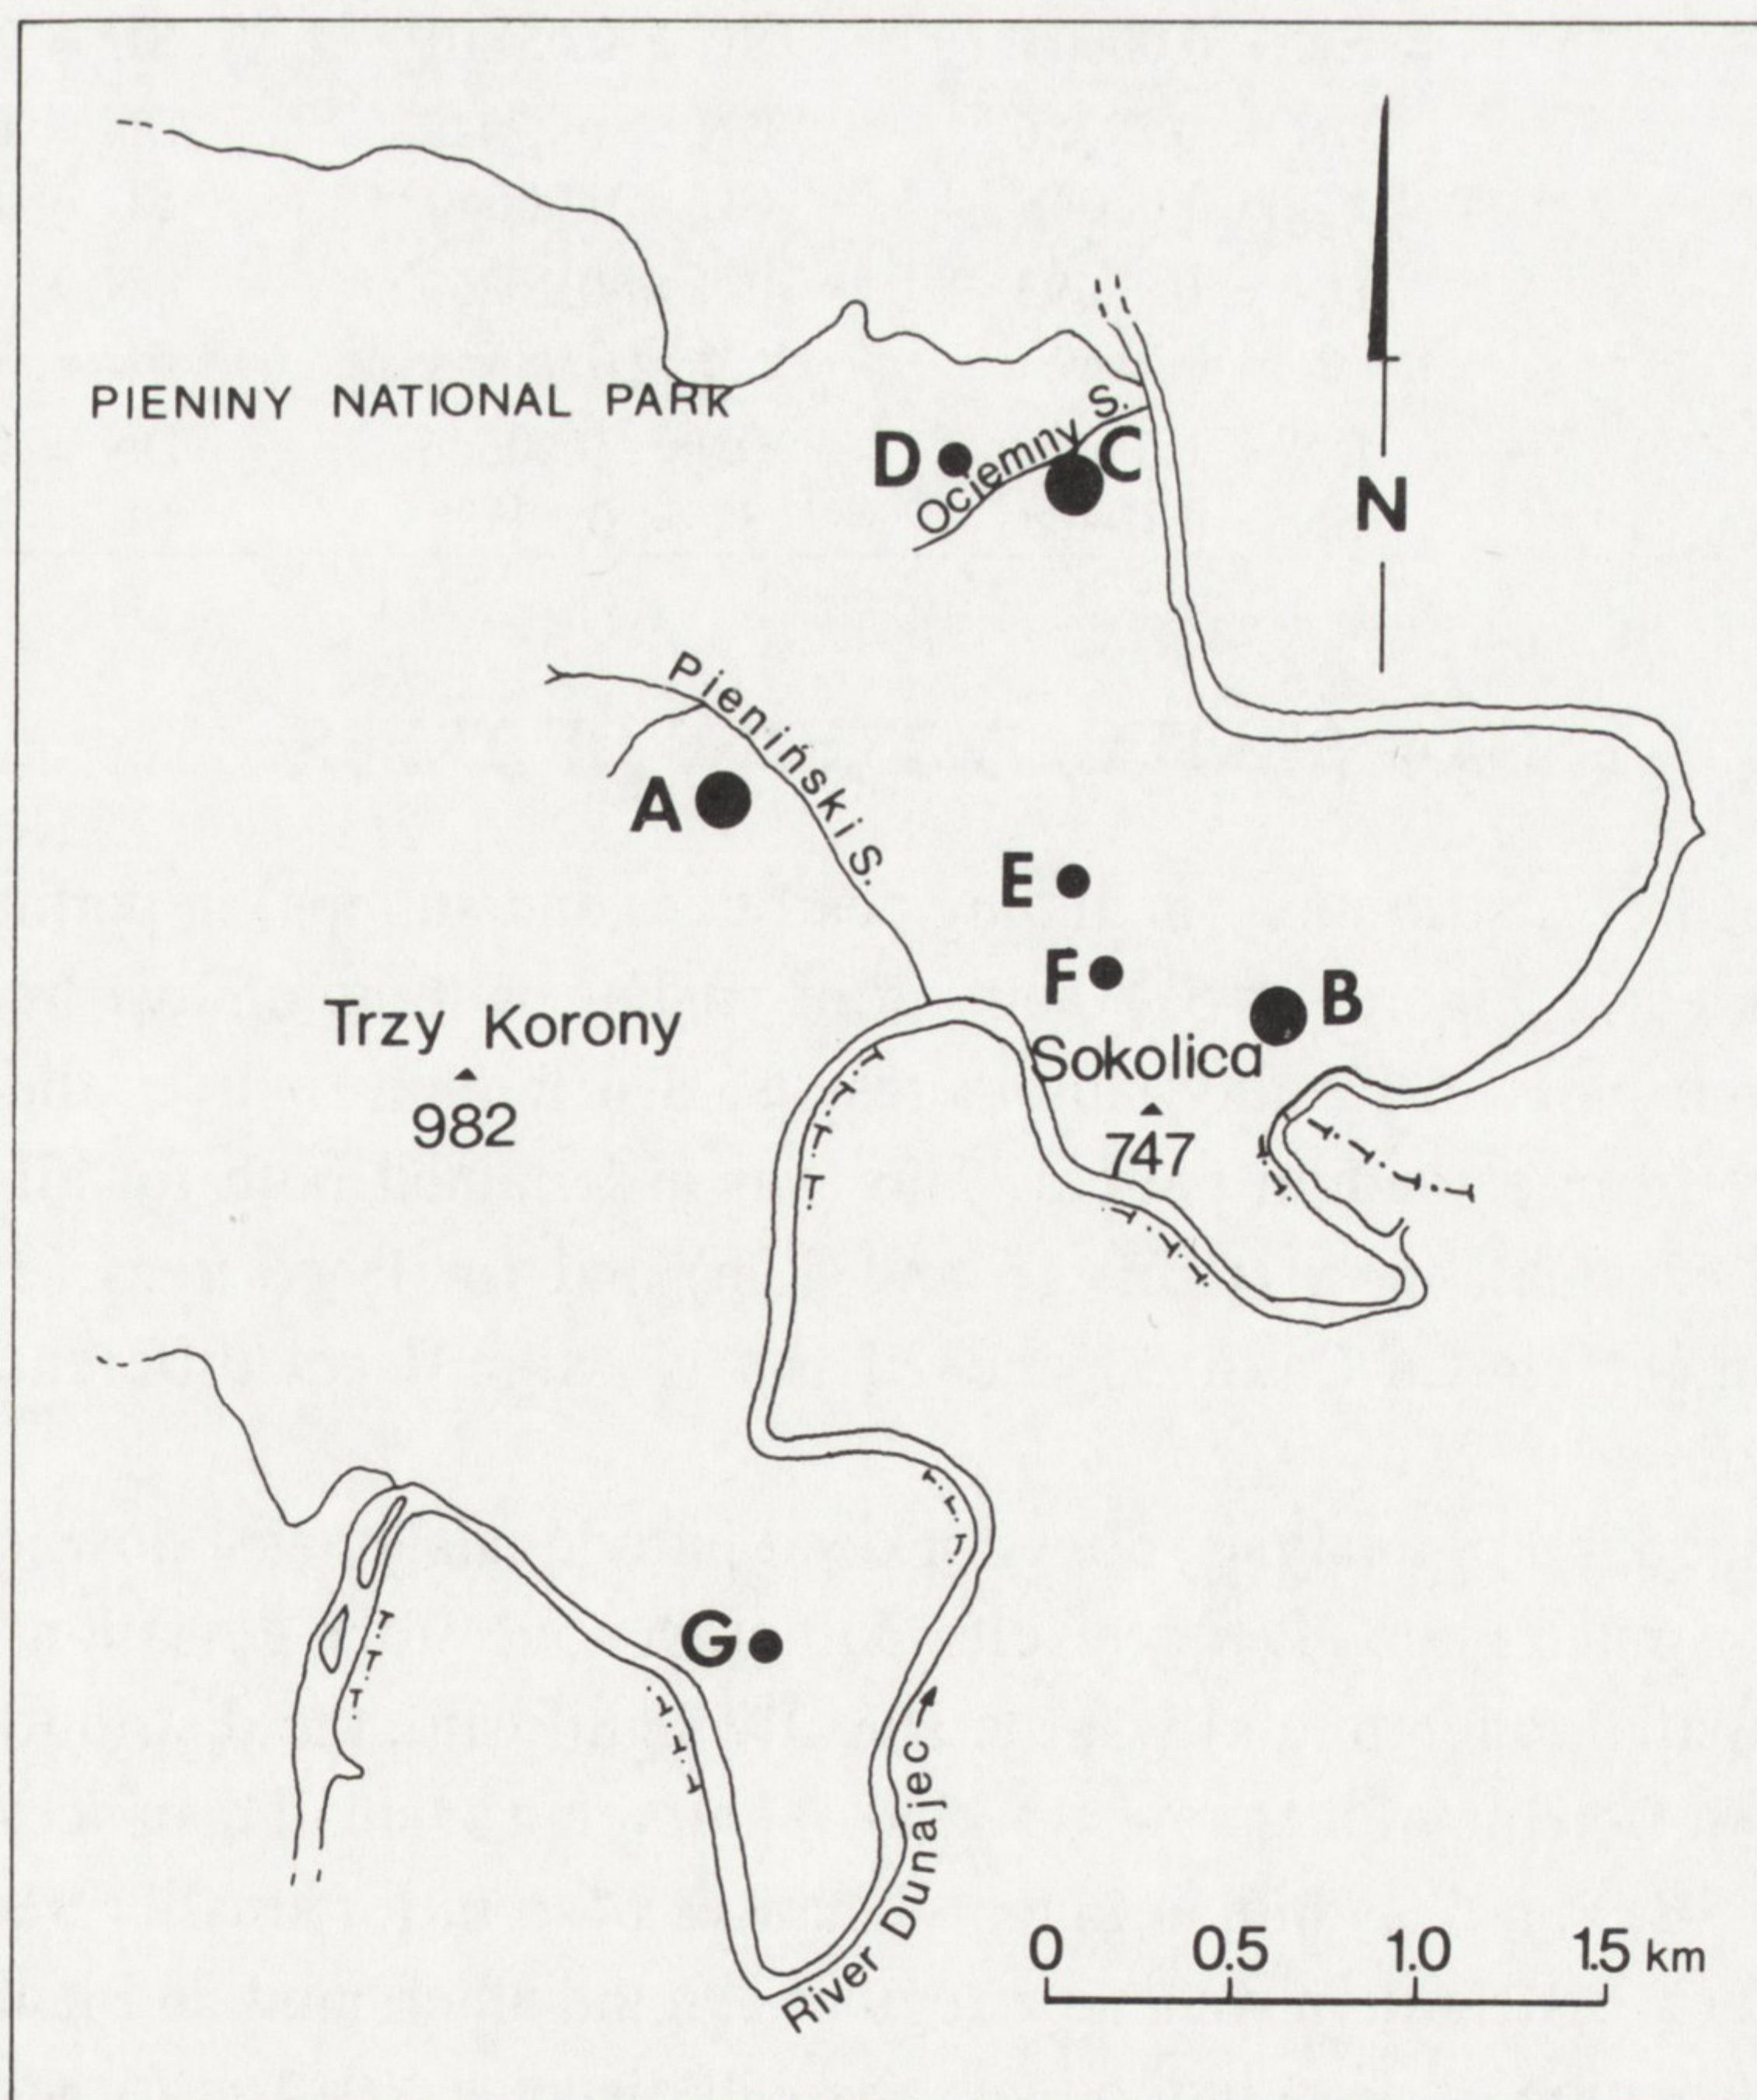 PIENINY NATIONAL PARK
D
Ociemny S.
C
N
Pieniński S.
A
E
F
B
Trzy Korony
982
Sokolica
747
G
River Dunajec
0 0.5 1.0 1.5 km